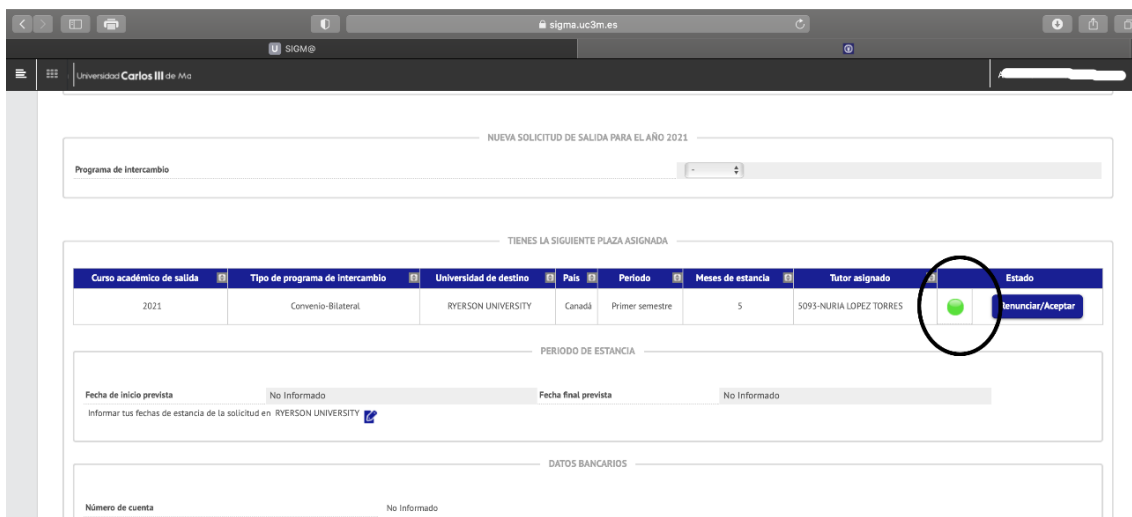 sigma.uc3m.es
SIGM@
Universidad Carlos III de Ma
NUEVA SOLICITUD DE SALIDA PARA EL AÑO 2021
Programa de Intercambio
-
TIENES LA SIGUIENTE PLAZA ASIGNADA
Curso académico de salida Tipo de programa de intercambio Universidad de destino País Periodo Meses de estancia Tutor asignado Estado
2021 Convenio-Bilateral RYERSON UNIVERSITY Canadá Primer semestre 5 5093-NURIA LOPEZ TORRES Renunciar/Aceptar
PERIODO DE ESTANCIA
Fecha de inicio prevista No Informado Fecha final prevista No Informado
Informar tus fechas de estancia de la solicitud en RYERSON UNIVERSITY
DATOS BANCARIOS
Número de cuenta No Informado